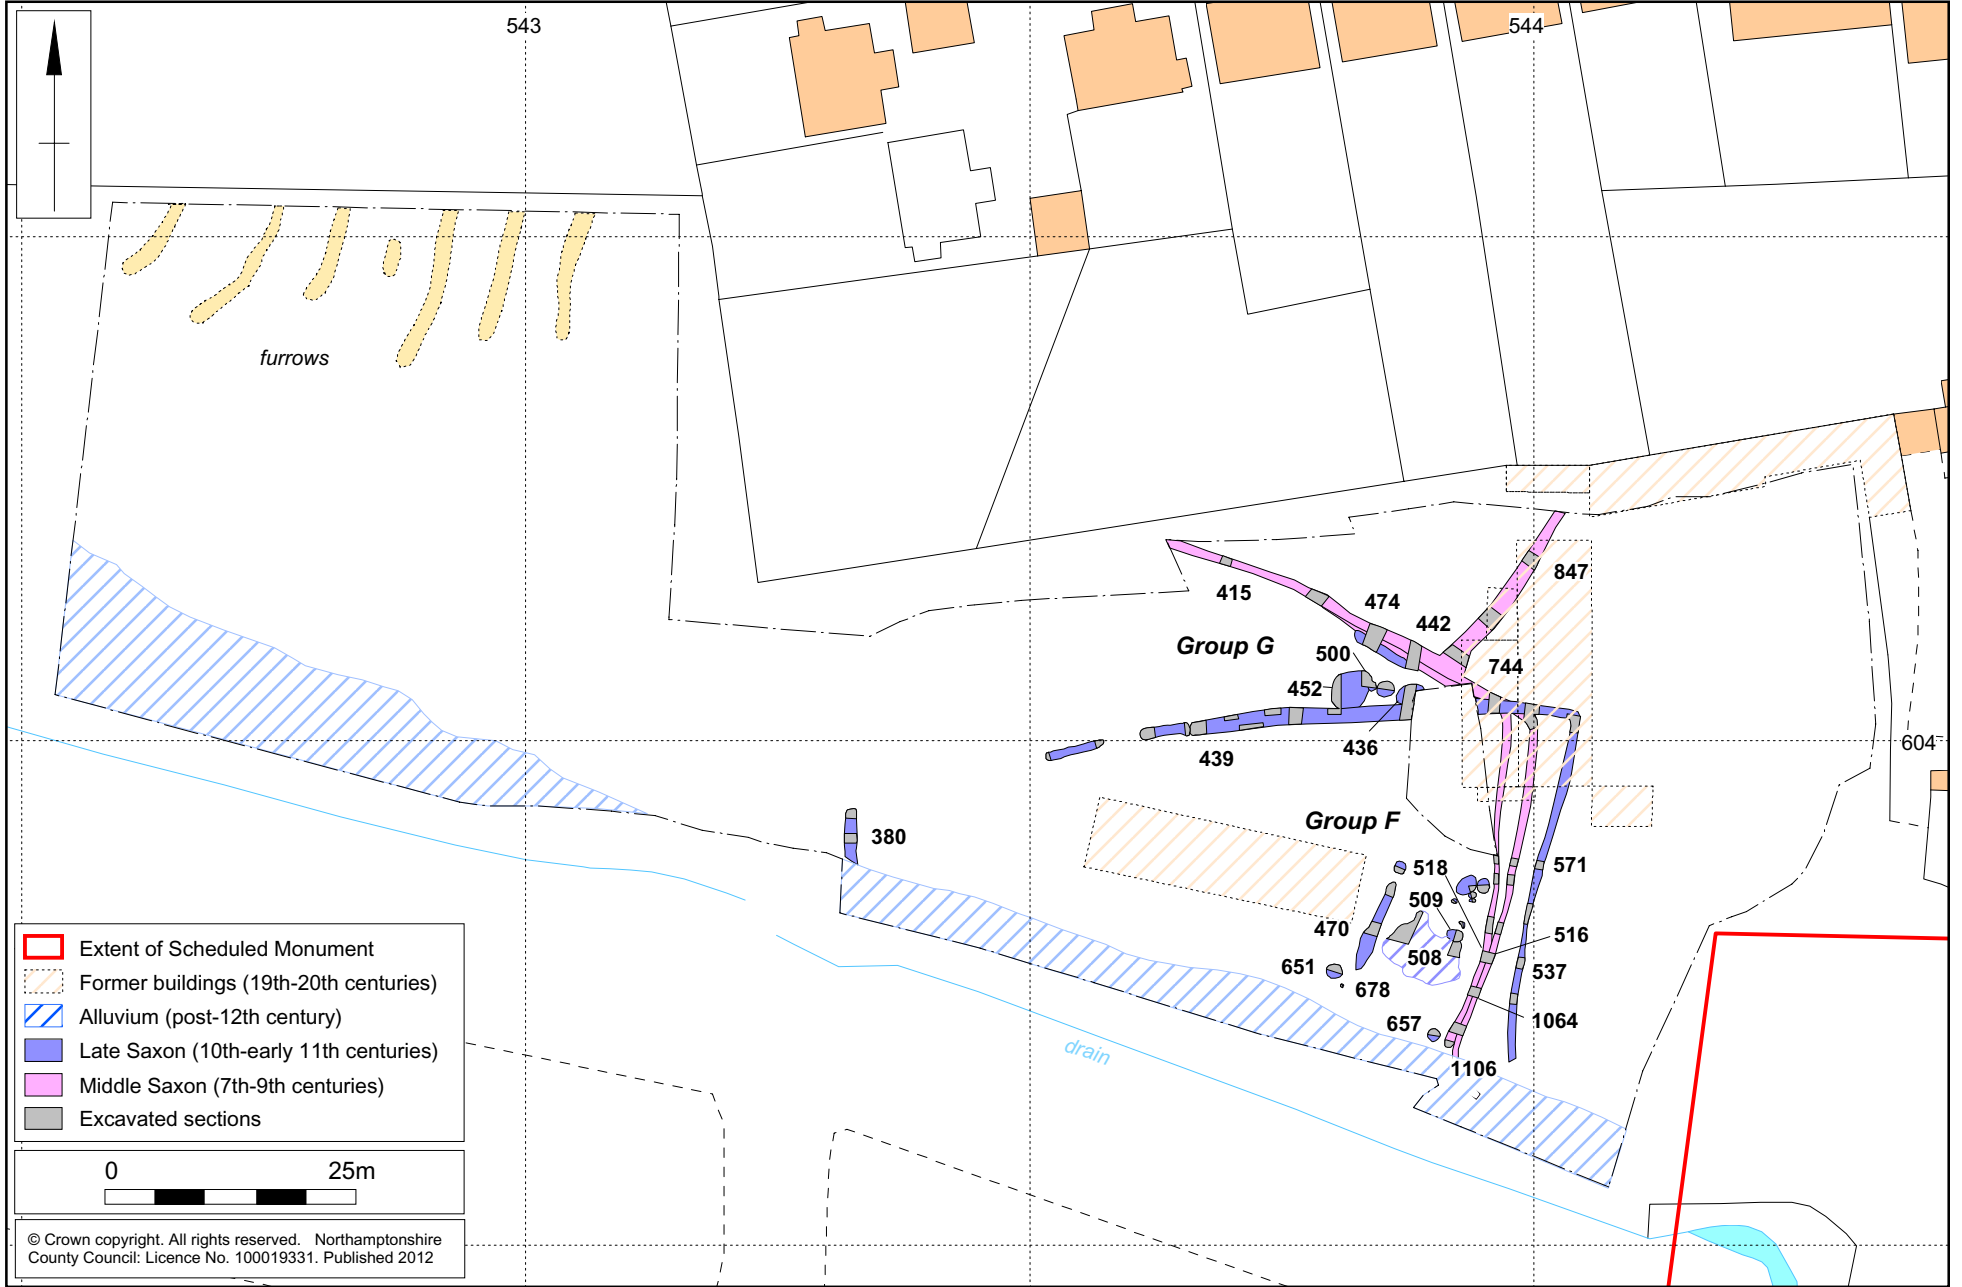 543
544
furrows
847
415
474
442
Group G
500
744
452
436
439
604
Group F
380
518
571
509
470
516
508
651
537
678
1064
657
drain
1106
Extent of Scheduled Monument
Former buildings (19th-20th centuries)
Alluvium (post-12th century)
Late Saxon (10th-early 11th centuries)
Middle Saxon (7th-9th centuries)
Excavated sections
0 25m
© Crown copyright. All rights reserved. Northamptonshire
County Council: Licence No. 100019331. Published 2012